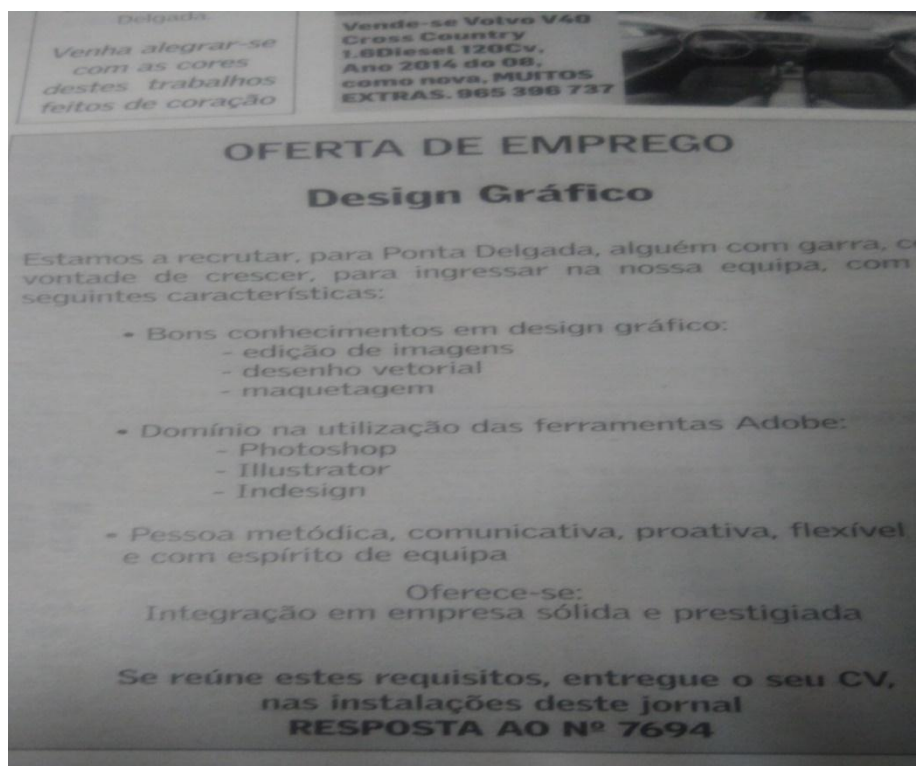 Delgada.
Venha alegrar-se
com as cores
destes trabalhos
feitos de coração
Vende-se Volvo V40
Cross Country
1.6Diesel 120Cv,
Ano 2014 do 08,
como nova, MUITOS
EXTRAS. 965 396 737
OFERTA DE EMPREGO
Design Gráfico
Estamos a recrutar, para Ponta Delgada, alguém com garra,
vontade de crescer, para ingressar na nossa equipa, com
seguintes características:
• Bons conhecimentos em design gráfico:
- edição de imagens
- desenho vetorial
- maquetagem
• Domínio na utilização das ferramentas Adobe:
- Photoshop
- Illustrator
- Indesign
• Pessoa metódica, comunicativa, proativa, flexível
e com espírito de equipa
Oferece-se:
Integração em empresa sólida e prestigiada
Se reúne estes requisitos, entregue o seu CV,
nas instalações deste jornal
RESPOSTA AO Nº 7694